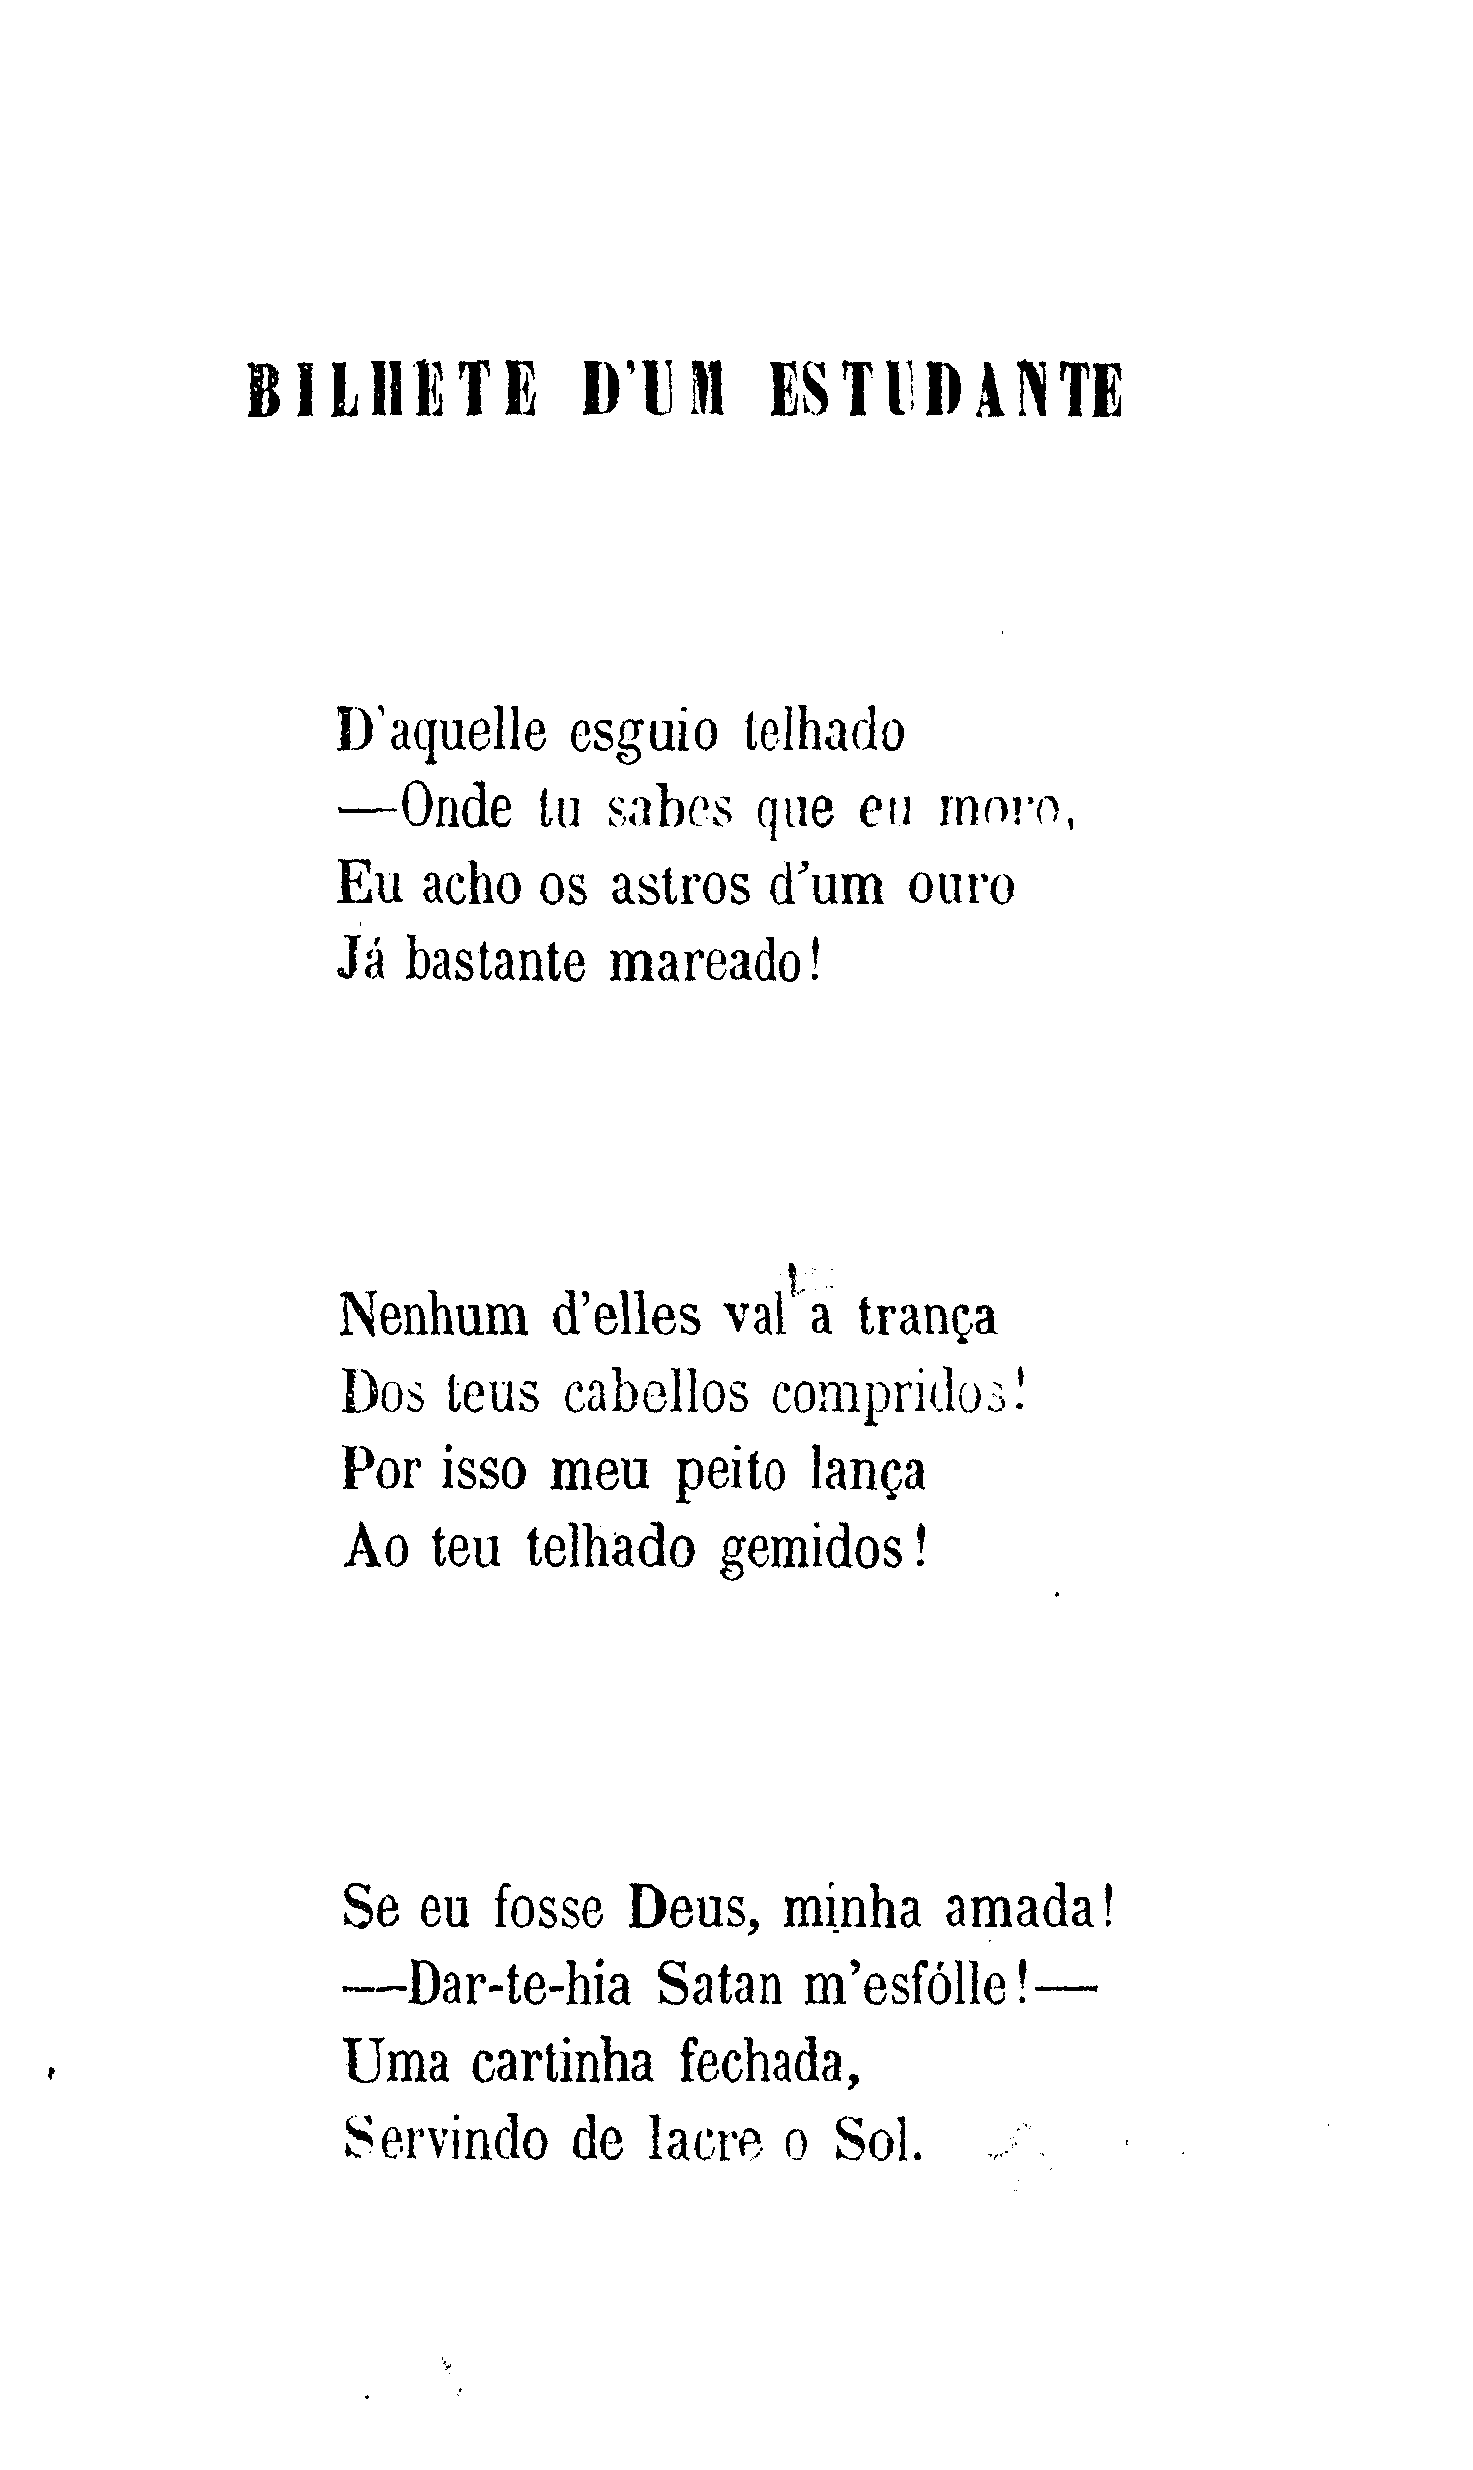 BILHETE D'UM ESTUDANTE
D'aquelle esguio telhado
—Onde tu sabes que eu moro,
Eu acho os astros d'um ouro
Já bastante mareado!
Nenhum d'elles val a trança
Dos teus cabellos compridos!
Por isso meu peito lança
Ao teu telhado gemidos!
Se eu fosse Deus, minha amada!
—Dar-te-hia Satan m'esfólle!—
Uma cartinha fechada,
Servindo de lacre o Sol.